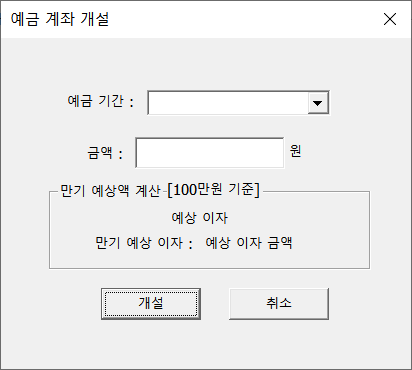 예금 계좌 개설
예금 기간 :
금액 : 원
만기 예상액 계산 [100만원 기준]
예상 이자
만기 예상 이자 : 예상 이자 금액
개설 취소